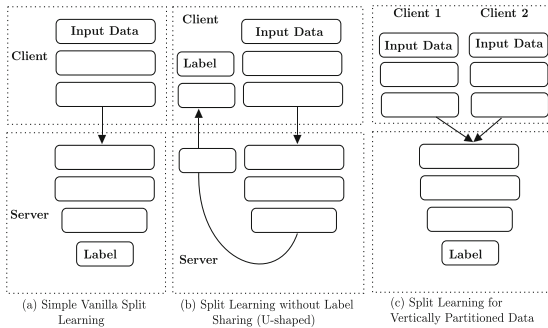 Input Data
Client
Server
Label
(a) Simple Vanilla Split
Learning
Client
Input Data
Label
Server
(b) Split Learning without Label
Sharing (U-shaped)
Client 1
Client 2
Input Data
Input Data
Label
(c) Split Learning for
Vertically Partitioned Data